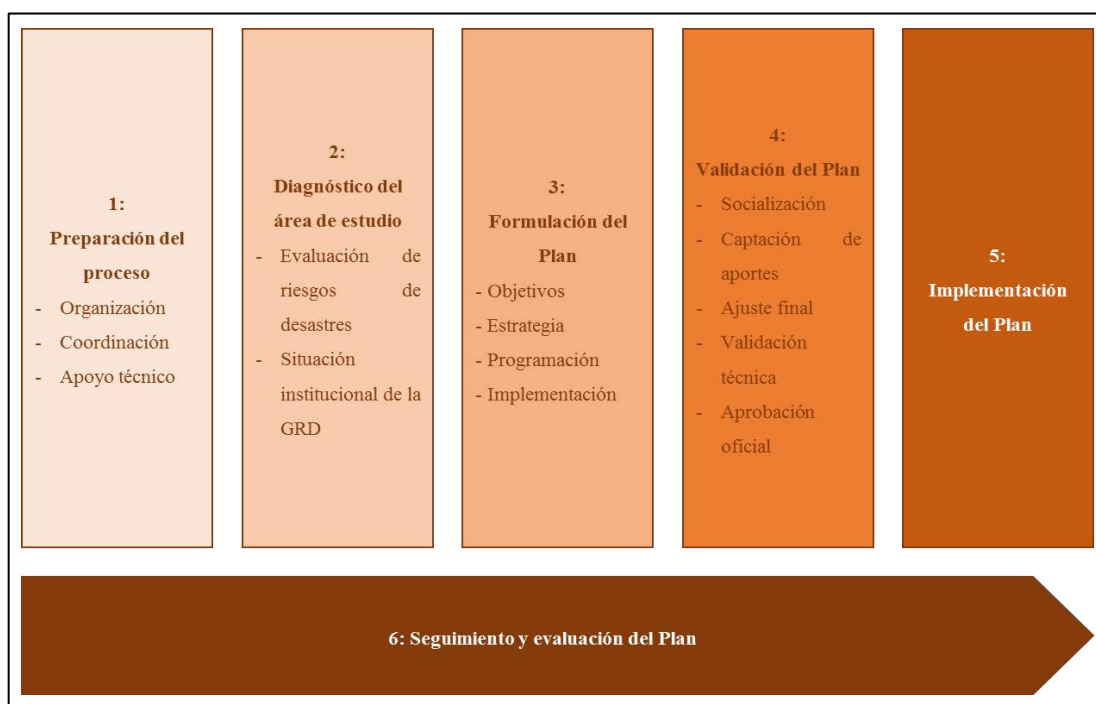 1:
Preparación del
proceso
- Organización
- Coordinación
- Apoyo técnico
2:
Diagnóstico del
área de estudio
- Evaluación de
riesgos de
desastres
- Situación
institucional de la
GRD
3:
Formulación del
Plan
- Objetivos
- Estrategia
- Programación
- Implementación
4:
Validación del Plan
- Socialización
- Captación de
aportes
- Ajuste final
- Validación
técnica
- Aprobación
oficial
5:
Implementación
del Plan
6: Seguimiento y evaluación del Plan